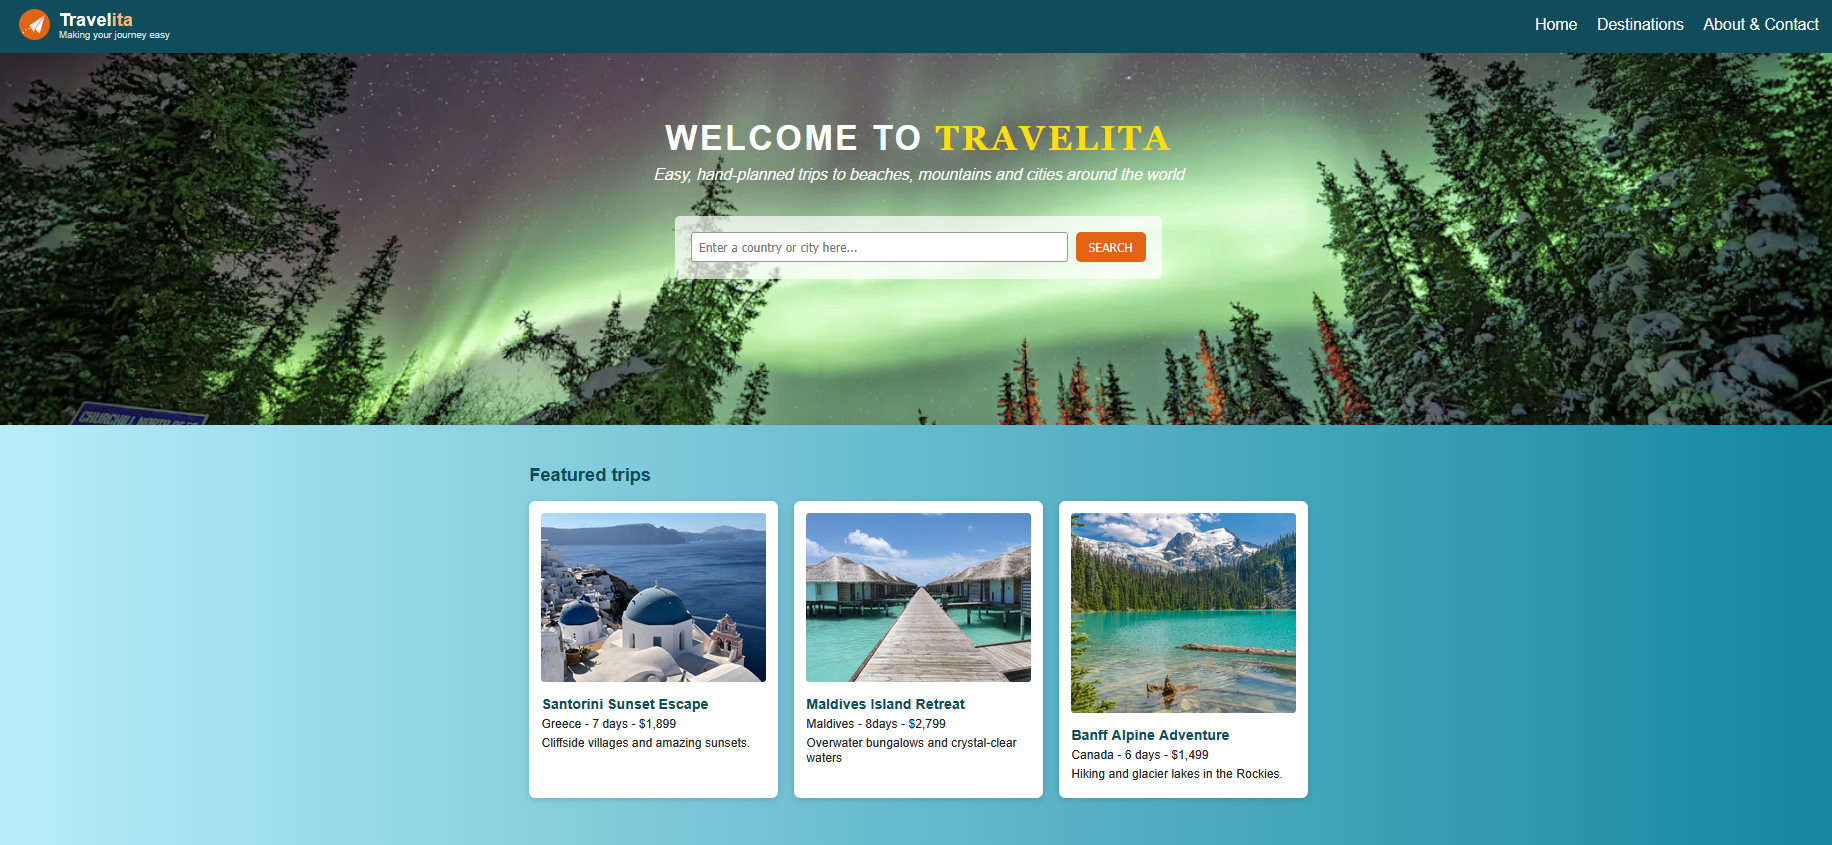 Travelita
Making your journey easy
Home
Destinations
About & Contact
WELCOME TO TRAVELITA
Easy, hand-planned trips to beaches, mountains and cities around the world
Enter a country or city here...
SEARCH
CHURCHILL NORTH OF
Featured trips
Santorini Sunset Escape
Greece - 7 days - $1,899
Cliffside villages and amazing sunsets.
Maldives Island Retreat
Maldives - 8days - $2,799
Overwater bungalows and crystal-clear
waters
Banff Alpine Adventure
Canada - 6 days - $1,499
Hiking and glacier lakes in the Rockies.